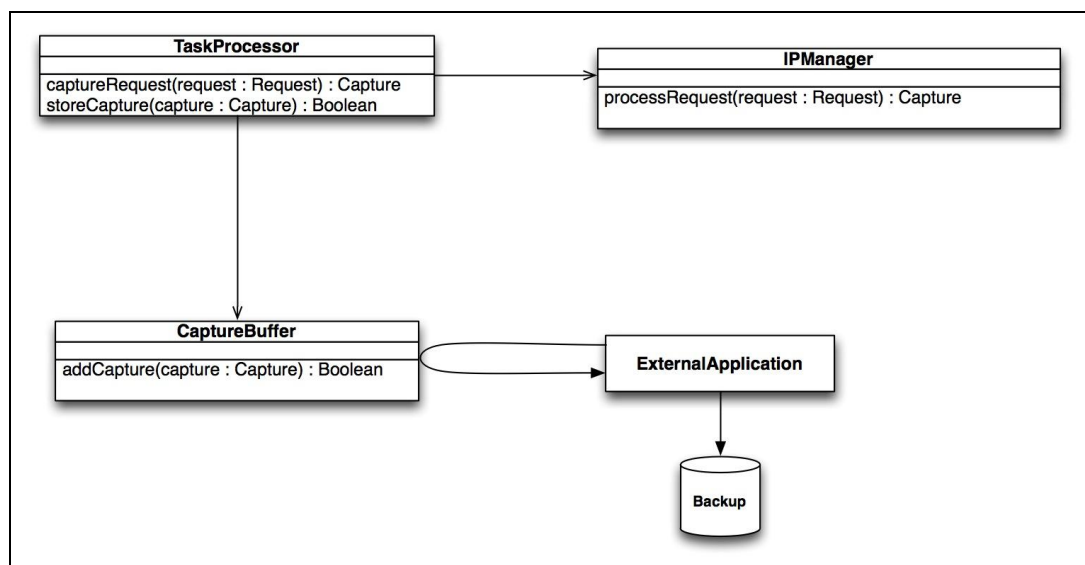 TaskProcessor
captureRequest(request : Request) : Capture
storeCapture(capture : Capture) : Boolean
IPManager
processRequest(request : Request) : Capture
CaptureBuffer
addCapture(capture : Capture) : Boolean
ExternalApplication
Backup